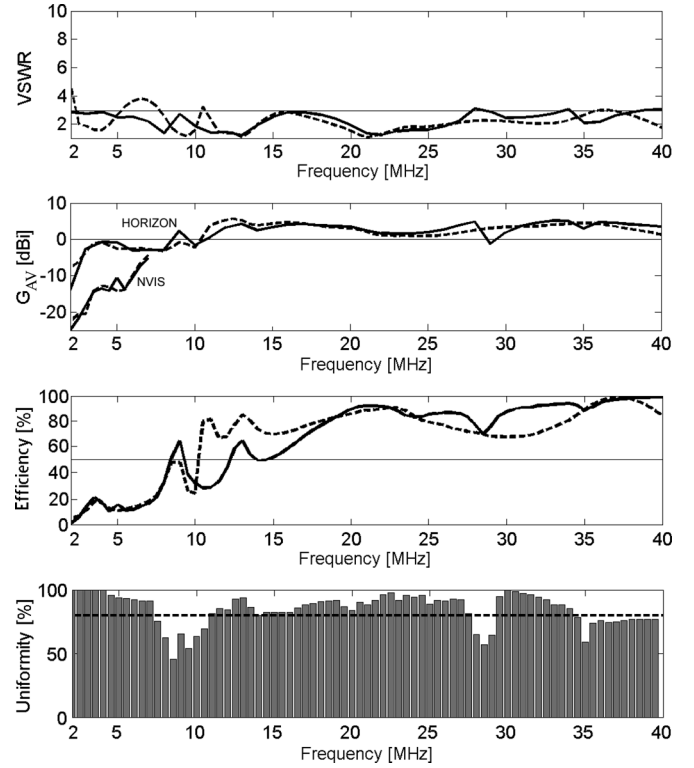 10
8
6
4
2
VSWR
2 5 10 15 20 25 30 35 40
Frequency [MHz]
10
0
-10
-20
G_AV [dBi]
HORIZON
NVIS
2 5 10 15 20 25 30 35 40
Frequency [MHz]
100
80
60
40
20
0
Efficiency [%]
2 5 10 15 20 25 30 35 40
Frequency [MHz]
100
50
0
Uniformity [%]
2 5 10 15 20 25 30 35 40
Frequency [MHz]